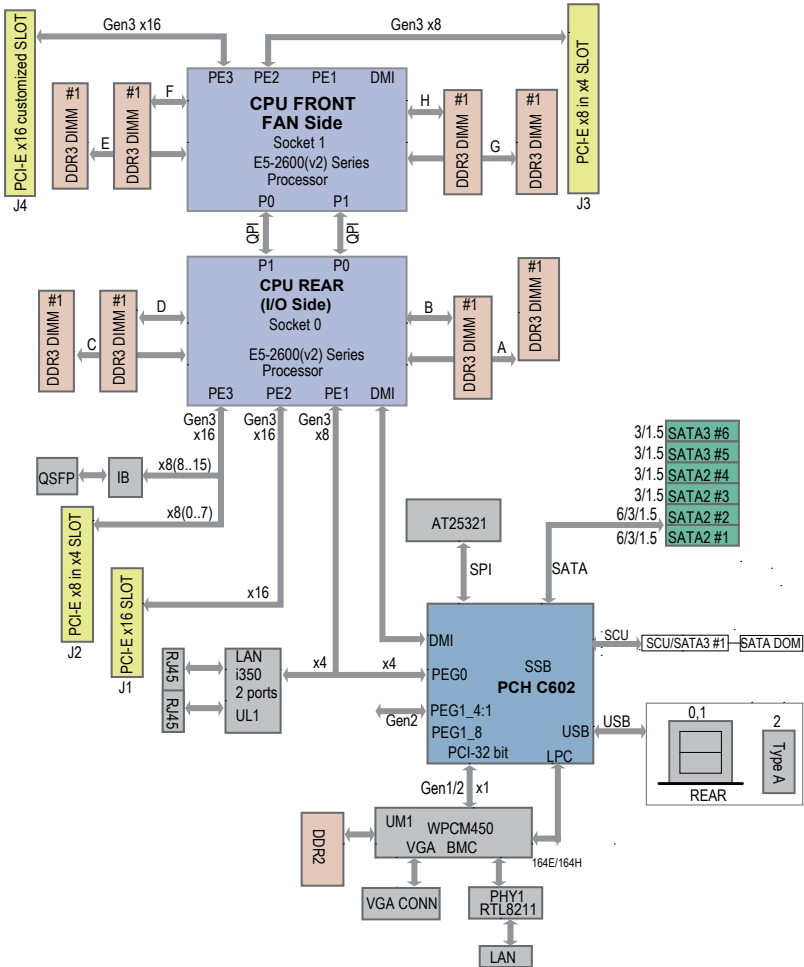 Gen3 x16
Gen3 x8
PCI-E x16 customized SLOT
J4
PCI-E x8 in x4 SLOT
J3
PE3 PE2 PE1 DMI
CPU FRONT
FAN Side
Socket 1
E5-2600(v2) Series
Processor
P0 P1
#1
DDR3 DIMM
#1
DDR3 DIMM
F
E
H
G
#1
DDR3 DIMM
#1
DDR3 DIMM
QPI
QPI
P1 P0
CPU REAR
(I/O Side)
Socket 0
E5-2600(v2) Series
Processor
PE3 PE2 PE1 DMI
#1
DDR3 DIMM
#1
DDR3 DIMM
D
C
B
A
#1
DDR3 DIMM
#1
DDR3 DIMM
Gen3
x16
Gen3
x16
Gen3
x8
QSFP
IB
x8(8..15)
x8(0..7)
PCI-E x8 in x4 SLOT
J2
PCI-E x16 SLOT
J1
x16
3/1.5 SATA3 #6
3/1.5 SATA3 #5
3/1.5 SATA2 #4
3/1.5 SATA2 #3
6/3/1.5 SATA2 #2
6/3/1.5 SATA2 #1
AT25321
SPI
SATA
RJ45
RJ45
LAN
i350
2 ports
UL1
x4
x4
DMI
PEG0
SSB
PCH C602
PEG1_4:1
PEG1_8
PCI-32 bit
USB
LPC
Gen2
SCU
SCU/SATA3 #1
SATA DOM
USB
0,1
2
Type A
REAR
Gen1/2 x1
DDR2
UM1
WPCM450
VGA BMC
164E/164H
VGA CONN
PHY1
RTL8211
LAN